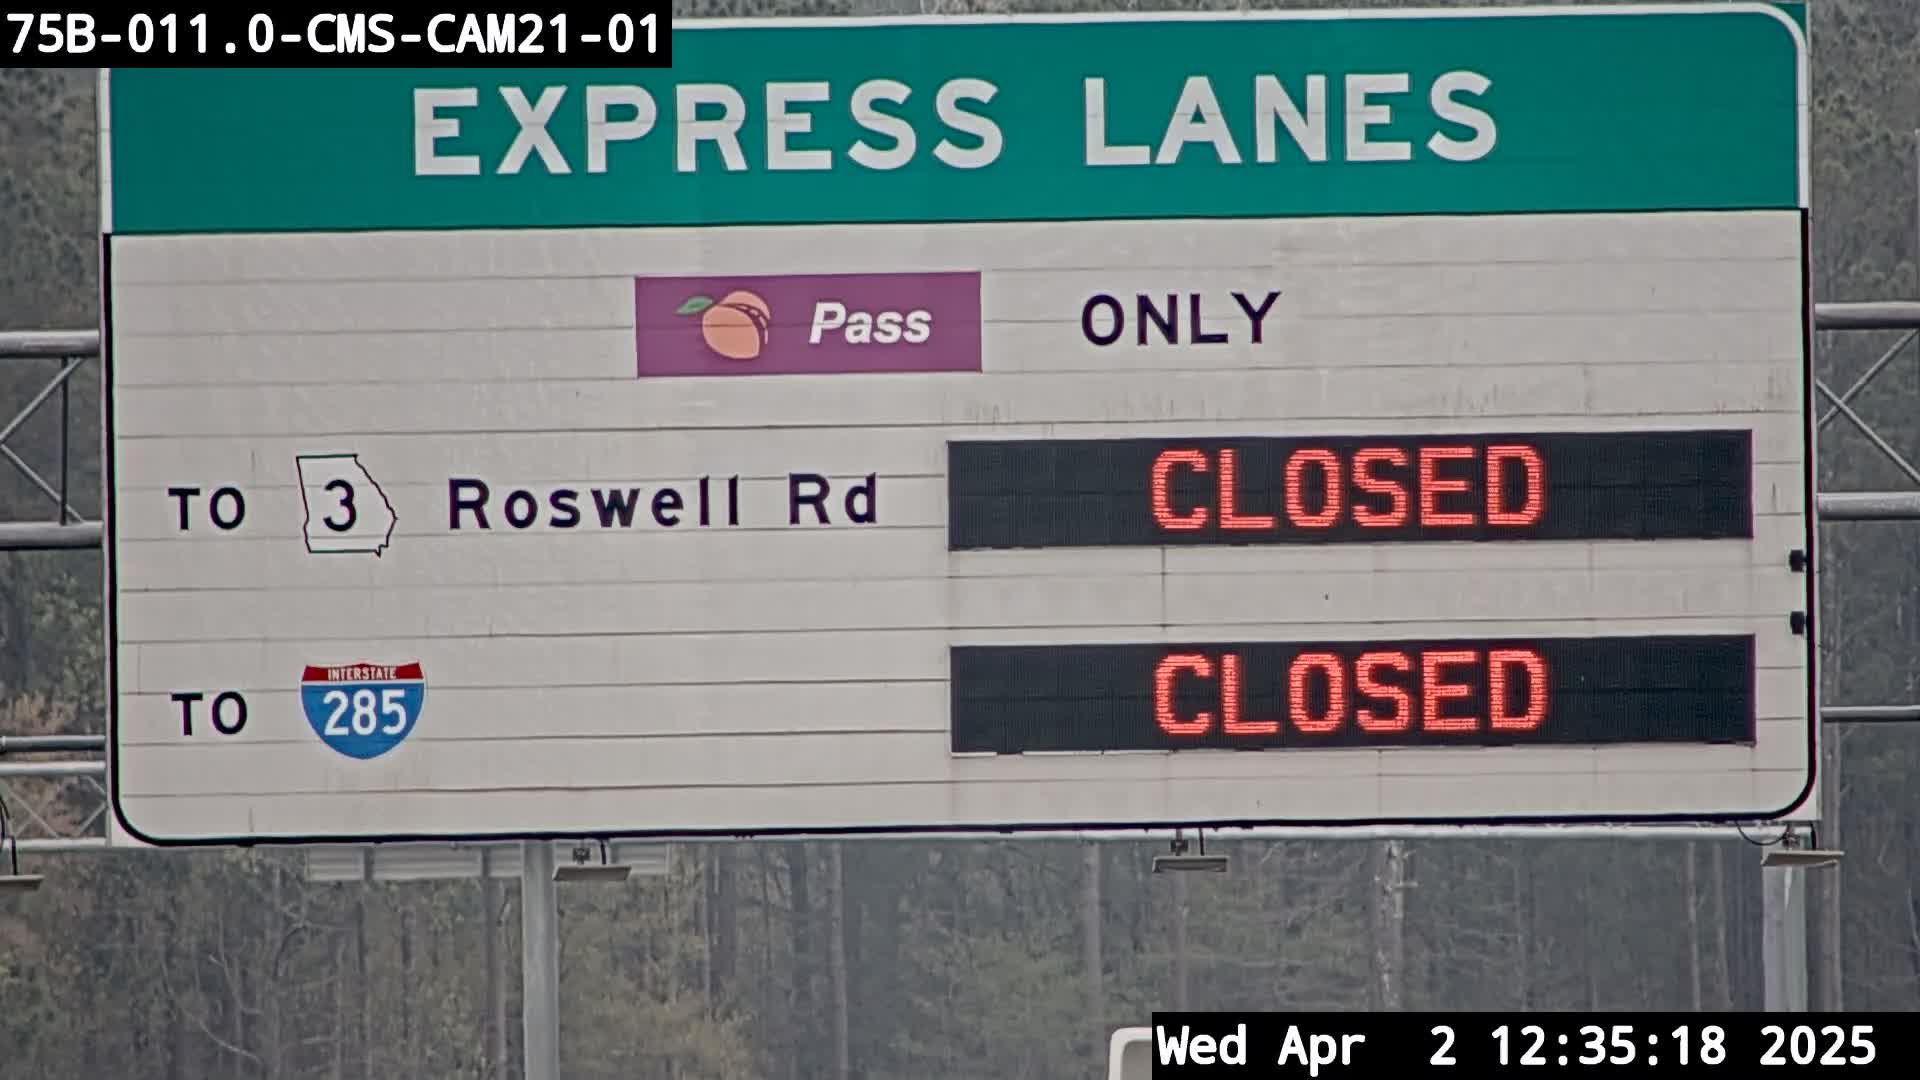 75B-011.0-CMS-CAM21-01
EXPRESS LANES
Pass ONLY
TO 3 Roswell Rd CLOSED
TO INTERSTATE 285 CLOSED
Wed Apr 2 12:35:18 2025